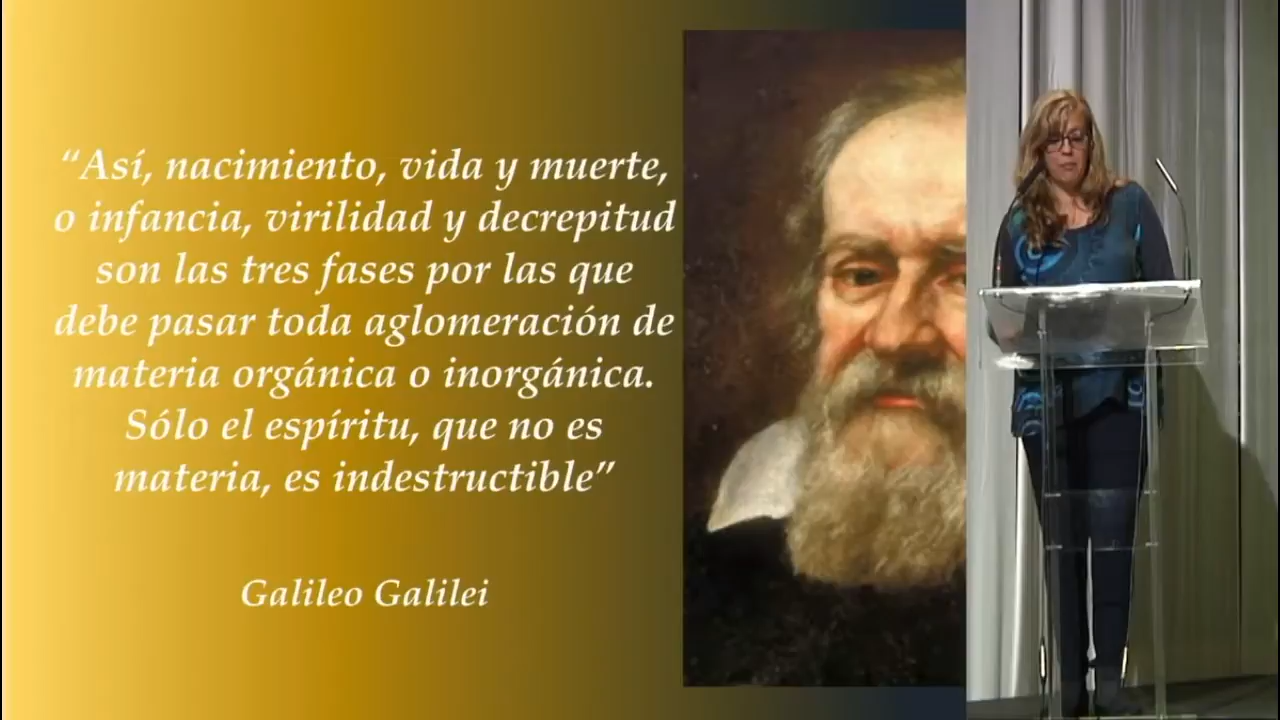 “Así, nacimiento, vida y muerte,
o infancia, virilidad y decrepitud
son las tres fases por las que
debe pasar toda aglomeración de
materia orgánica o inorgánica.
Sólo el espíritu, que no es
materia, es indestructible”
Galileo Galilei